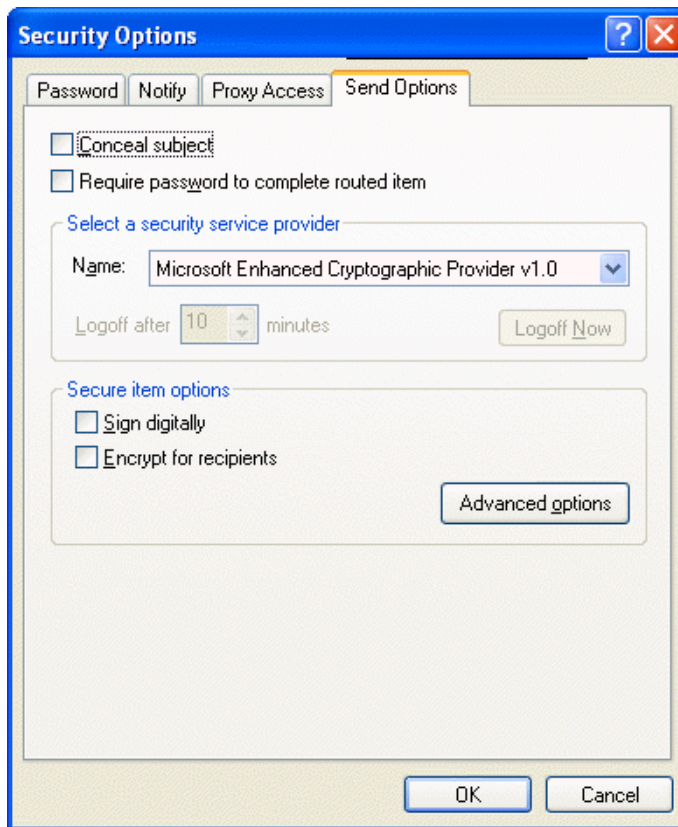 Security Options
Password Notify Proxy Access Send Options
Conceal subject
Require password to complete routed item
Select a security service provider
Name: Microsoft Enhanced Cryptographic Provider v1.0
Logoff after 10 minutes Logoff Now
Secure item options
Sign digitally
Encrypt for recipients
Advanced options
OK Cancel